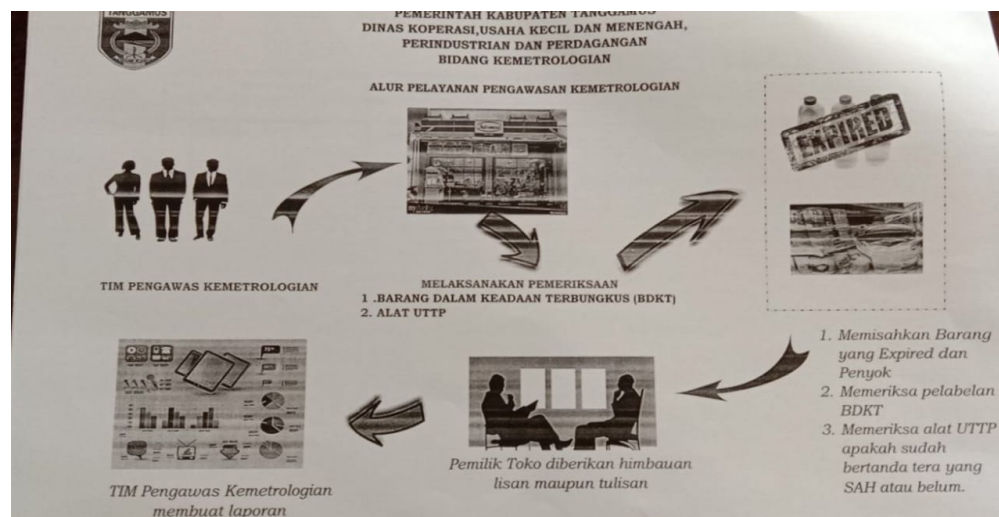 TANGGAMUS
PEMERINTAH KABUPATEN TANGGAMUS
DINAS KOPERASI,USAHA KECIL DAN MENENGAH,
PERINDUSTRIAN DAN PERDAGANGAN
BIDANG KEMETROLOGIAN
ALUR PELAYANAN PENGAWASAN KEMETROLOGIAN
EXPIRED
TIM PENGAWAS KEMETROLOGIAN
MELAKSANAKAN PEMERIKSAAN
1 .BARANG DALAM KEADAAN TERBUNGKUS (BDKT)
2. ALAT UTTP
1. Memisahkan Barang
yang Expired dan
Penyok
2. Memeriksa pelabelan
BDKT
3. Memeriksa alat UTTP
apakah sudah
bertanda tera yang
SAH atau belum.
Pemilik Toko diberikan himbauan
lisan maupun tulisan
TIM Pengawas Kemetrologian
membuat laporan